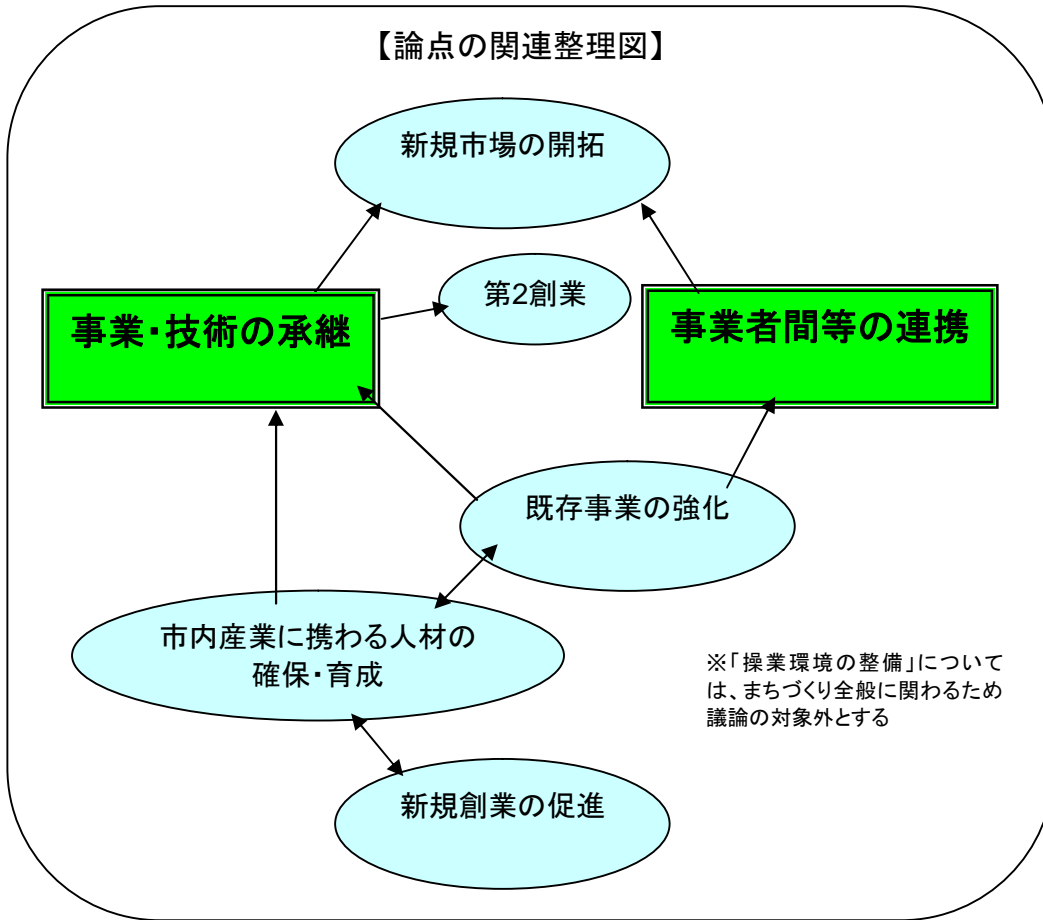 【論点の関連整理図】
新規市場の開拓
第2創業
事業・技術の承継
事業者間等の連携
既存事業の強化
市内産業に携わる人材の
確保・育成
※「操業環境の整備」について
は、まちづくり全般に関わるため
議論の対象外とする
新規創業の促進